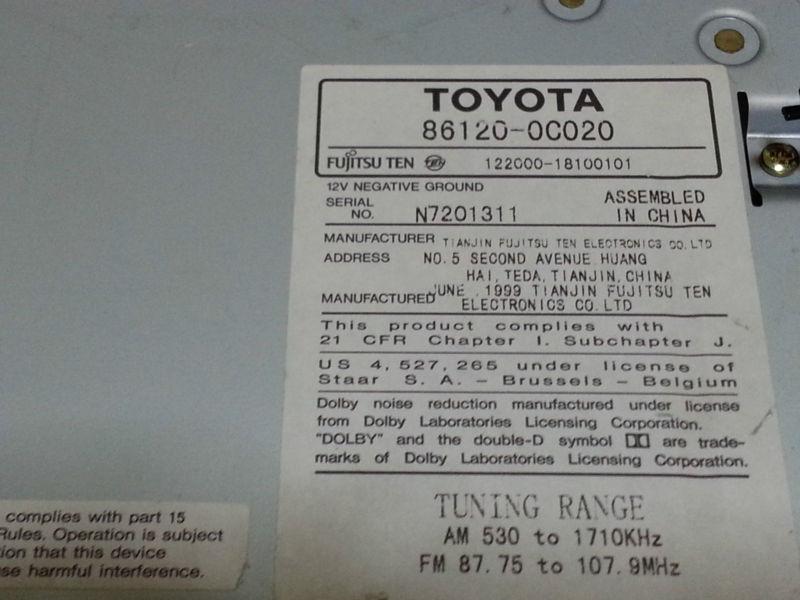 TOYOTA
86120-0C020
FUJITSU TEN 122000-18100101
12V NEGATIVE GROUND
SERIAL NO. N7201311
ASSEMBLED IN CHINA
MANUFACTURER TIANJIN FUJITSU TEN ELECTRONICS CO.LTD
ADDRESS NO.5 SECOND AVENUE HUANG
HAI, TEDA, TIANJIN, CHINA
MANUFACTURED JUNE, 1999 TIANJIN FUJITSU TEN
ELECTRONICS CO.LTD
This product complies with
21 CFR Chapter I. Subchapter J.
US 4,527,265 under license of
Staar S. A. – Brussels – Belgium
Dolby noise reduction manufactured under license
from Dolby Laboratories Licensing Corporation.
"DOLBY" and the double-D symbol are trade-
marks of Dolby Laboratories Licensing Corporation.
TUNING RANGE
AM 530 to 1710KHz
FM 87.75 to 107.9MHz
complies with part 15
Rules. Operation is subject
tion that this device
se harmful interference.